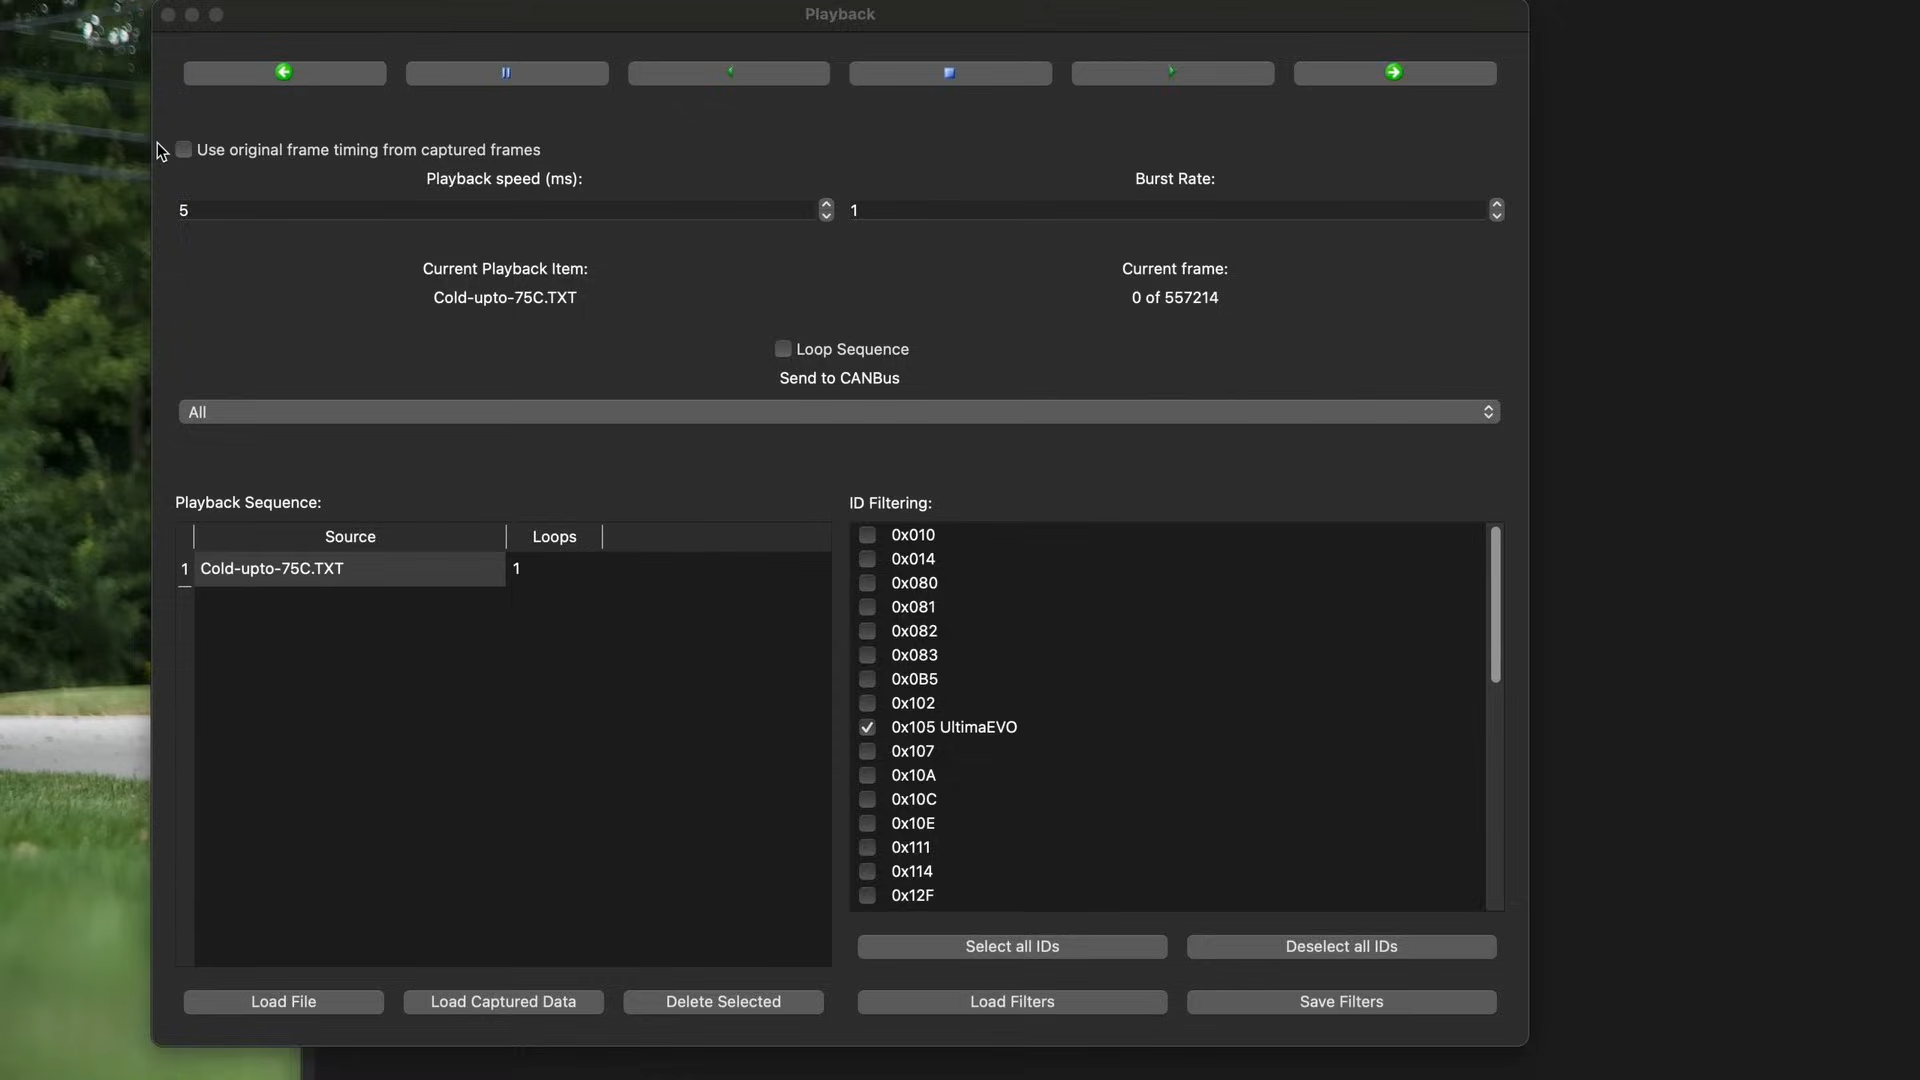 Playback
Use original frame timing from captured frames
Playback speed (ms):
Burst Rate:
5
1
Current Playback Item:
Current frame:
Cold-upto-75C.TXT
0 of 557214
Loop Sequence
Send to CANBus
All
Playback Sequence:
ID Filtering:
Source
Loops
1
Cold-upto-75C.TXT
1
0x010
0x014
0x080
0x081
0x082
0x083
0x0B5
0x102
0x105 UltimaEVO
0x107
0x10A
0x10C
0x10E
0x111
0x114
0x12F
Select all IDs
Deselect all IDs
Load File
Load Captured Data
Delete Selected
Load Filters
Save Filters